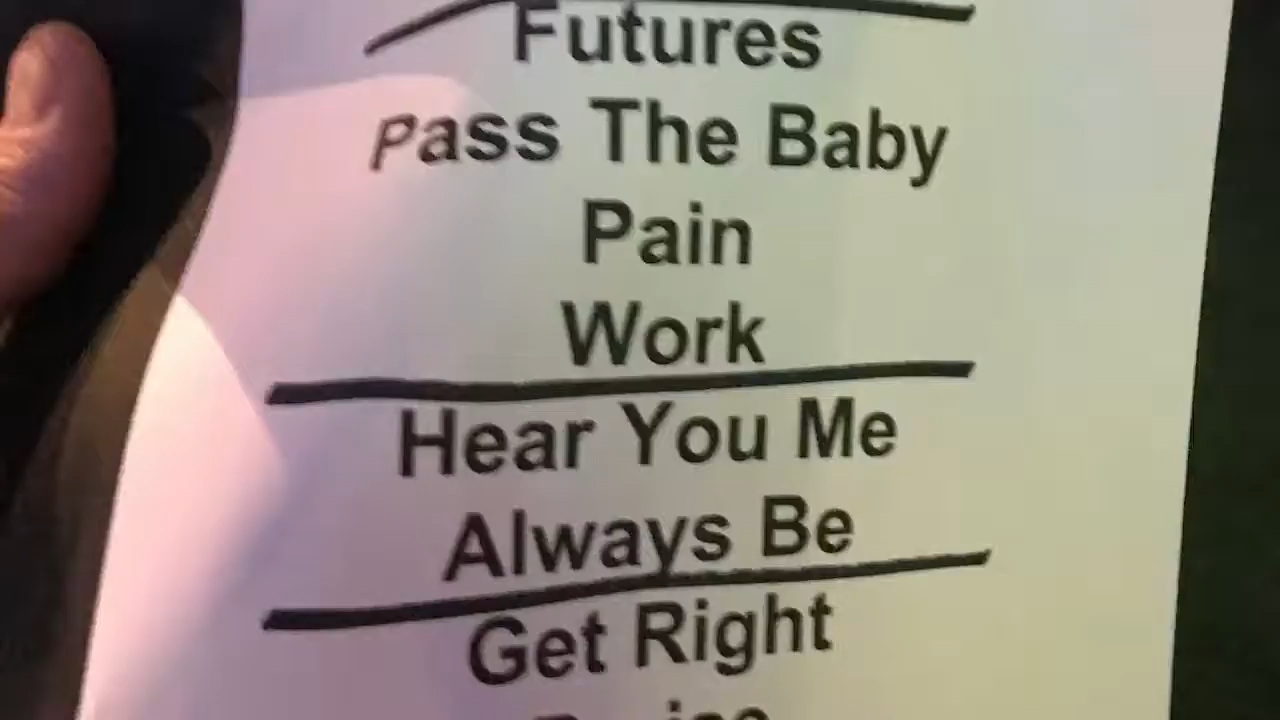 Futures
Pass The Baby
Pain
Work
Hear You Me
Always Be
Get Right